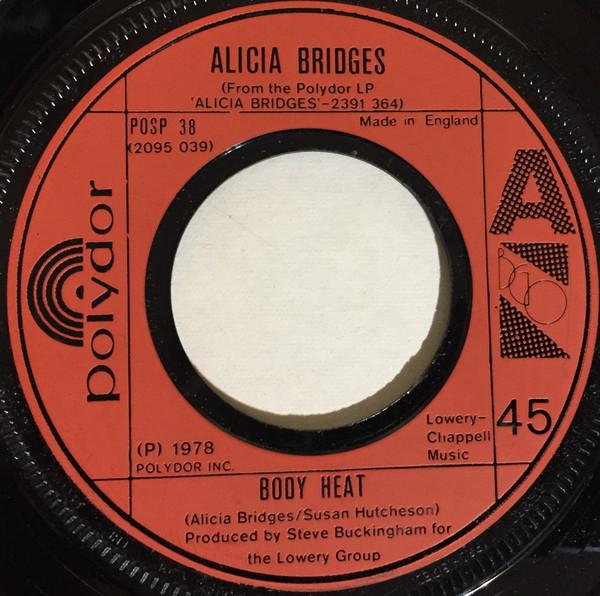 ALICIA BRIDGES
(From the Polydor LP
'ALICIA BRIDGES'-2391 364)
POSP 38
(2095 039)
Made in England
polydor
A
45
Lowery-
Chappell
Music
(P) 1978
POLYDOR INC.
BODY HEAT
(Alicia Bridges/Susan Hutcheson)
Produced by Steve Buckingham for
the Lowery Group